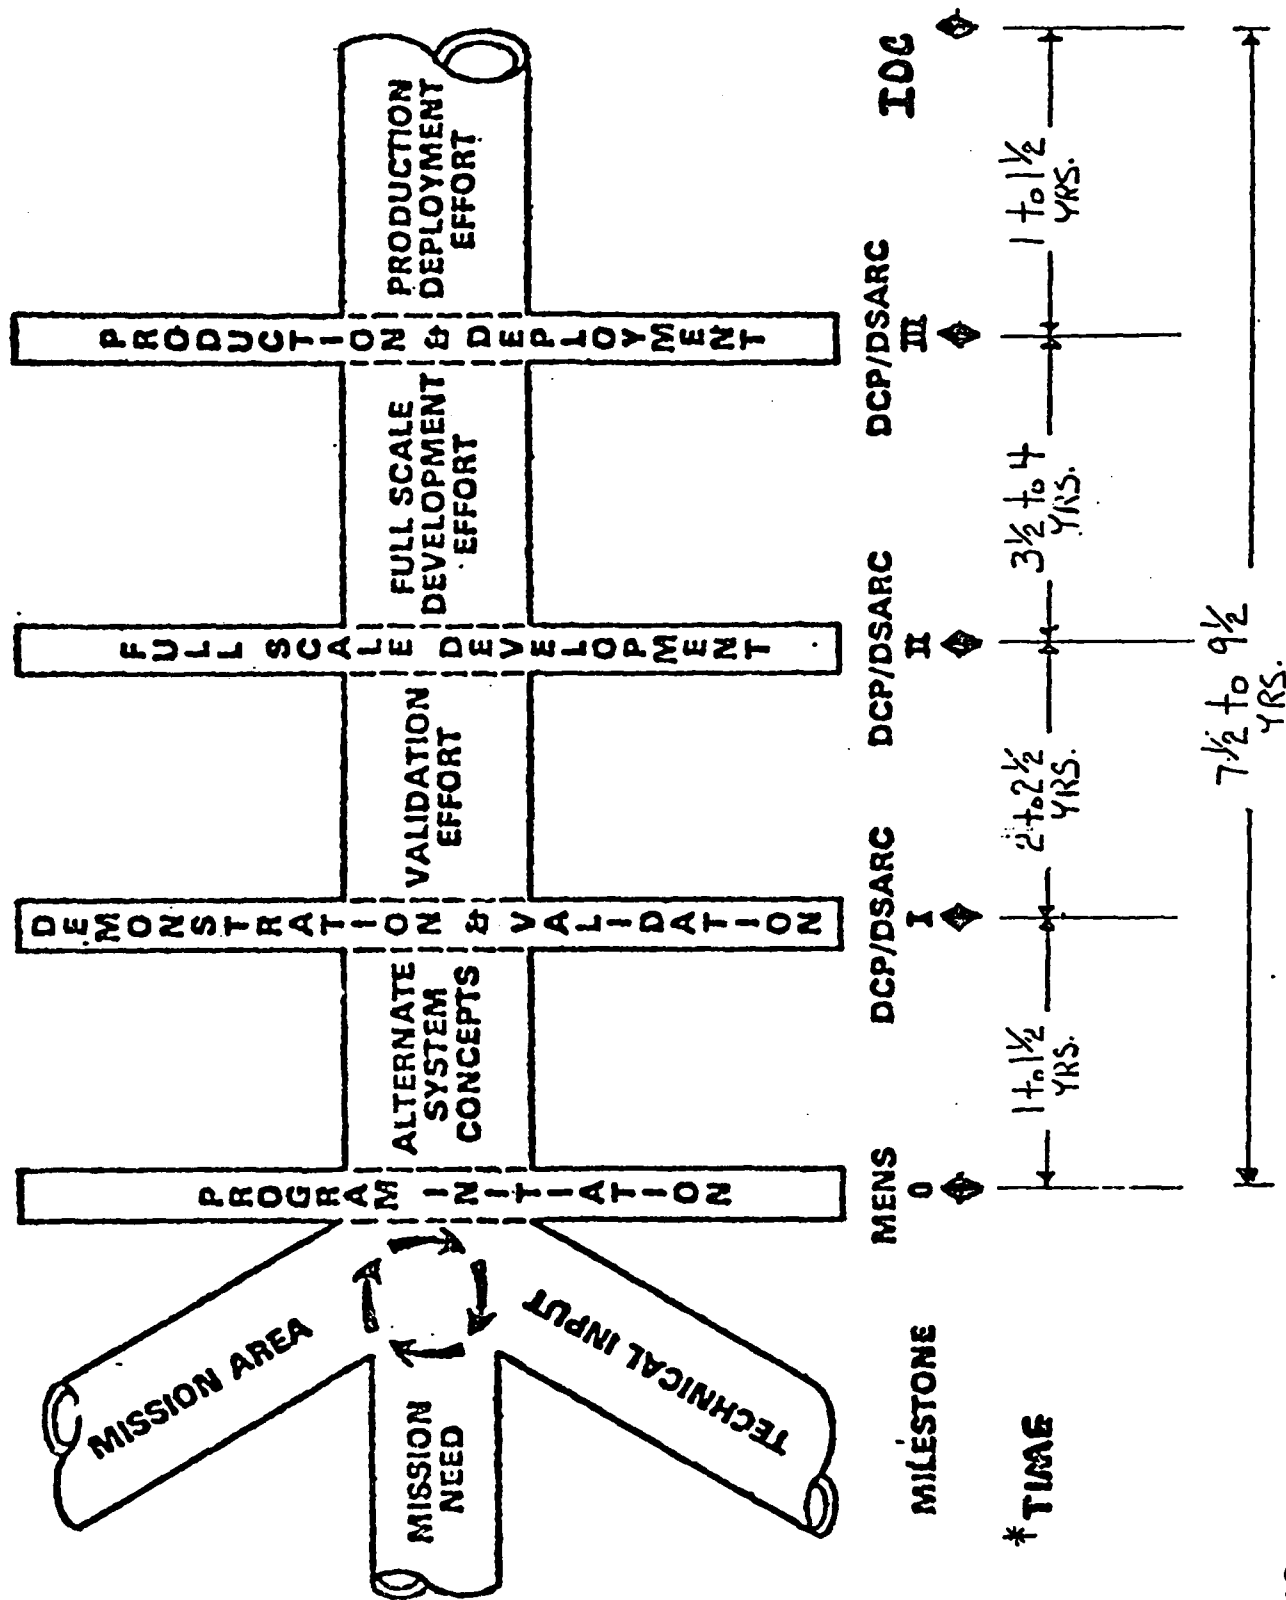 MISSION AREA
MISSION
NEED
TECHNICAL INPUT
PROGRAM INITIATION
ALTERNATE
SYSTEM
CONCEPTS
DEMONSTRATION & VALIDATION
VALIDATION
EFFORT
FULL SCALE DEVELOPMENT
FULL SCALE
DEVELOPMENT
EFFORT
PRODUCTION & DEPLOYMENT
PRODUCTION
DEPLOYMENT
EFFORT
MILESTONE
MENS
0
DCP/DSARC
I
DCP/DSARC
II
DCP/DSARC
III
IOC
*TIME
1 to 1½
YRS.
2 to 2½
YRS.
3½ to 4
YRS.
1 to 1½
YRS.
7½ to 9½
YRS.